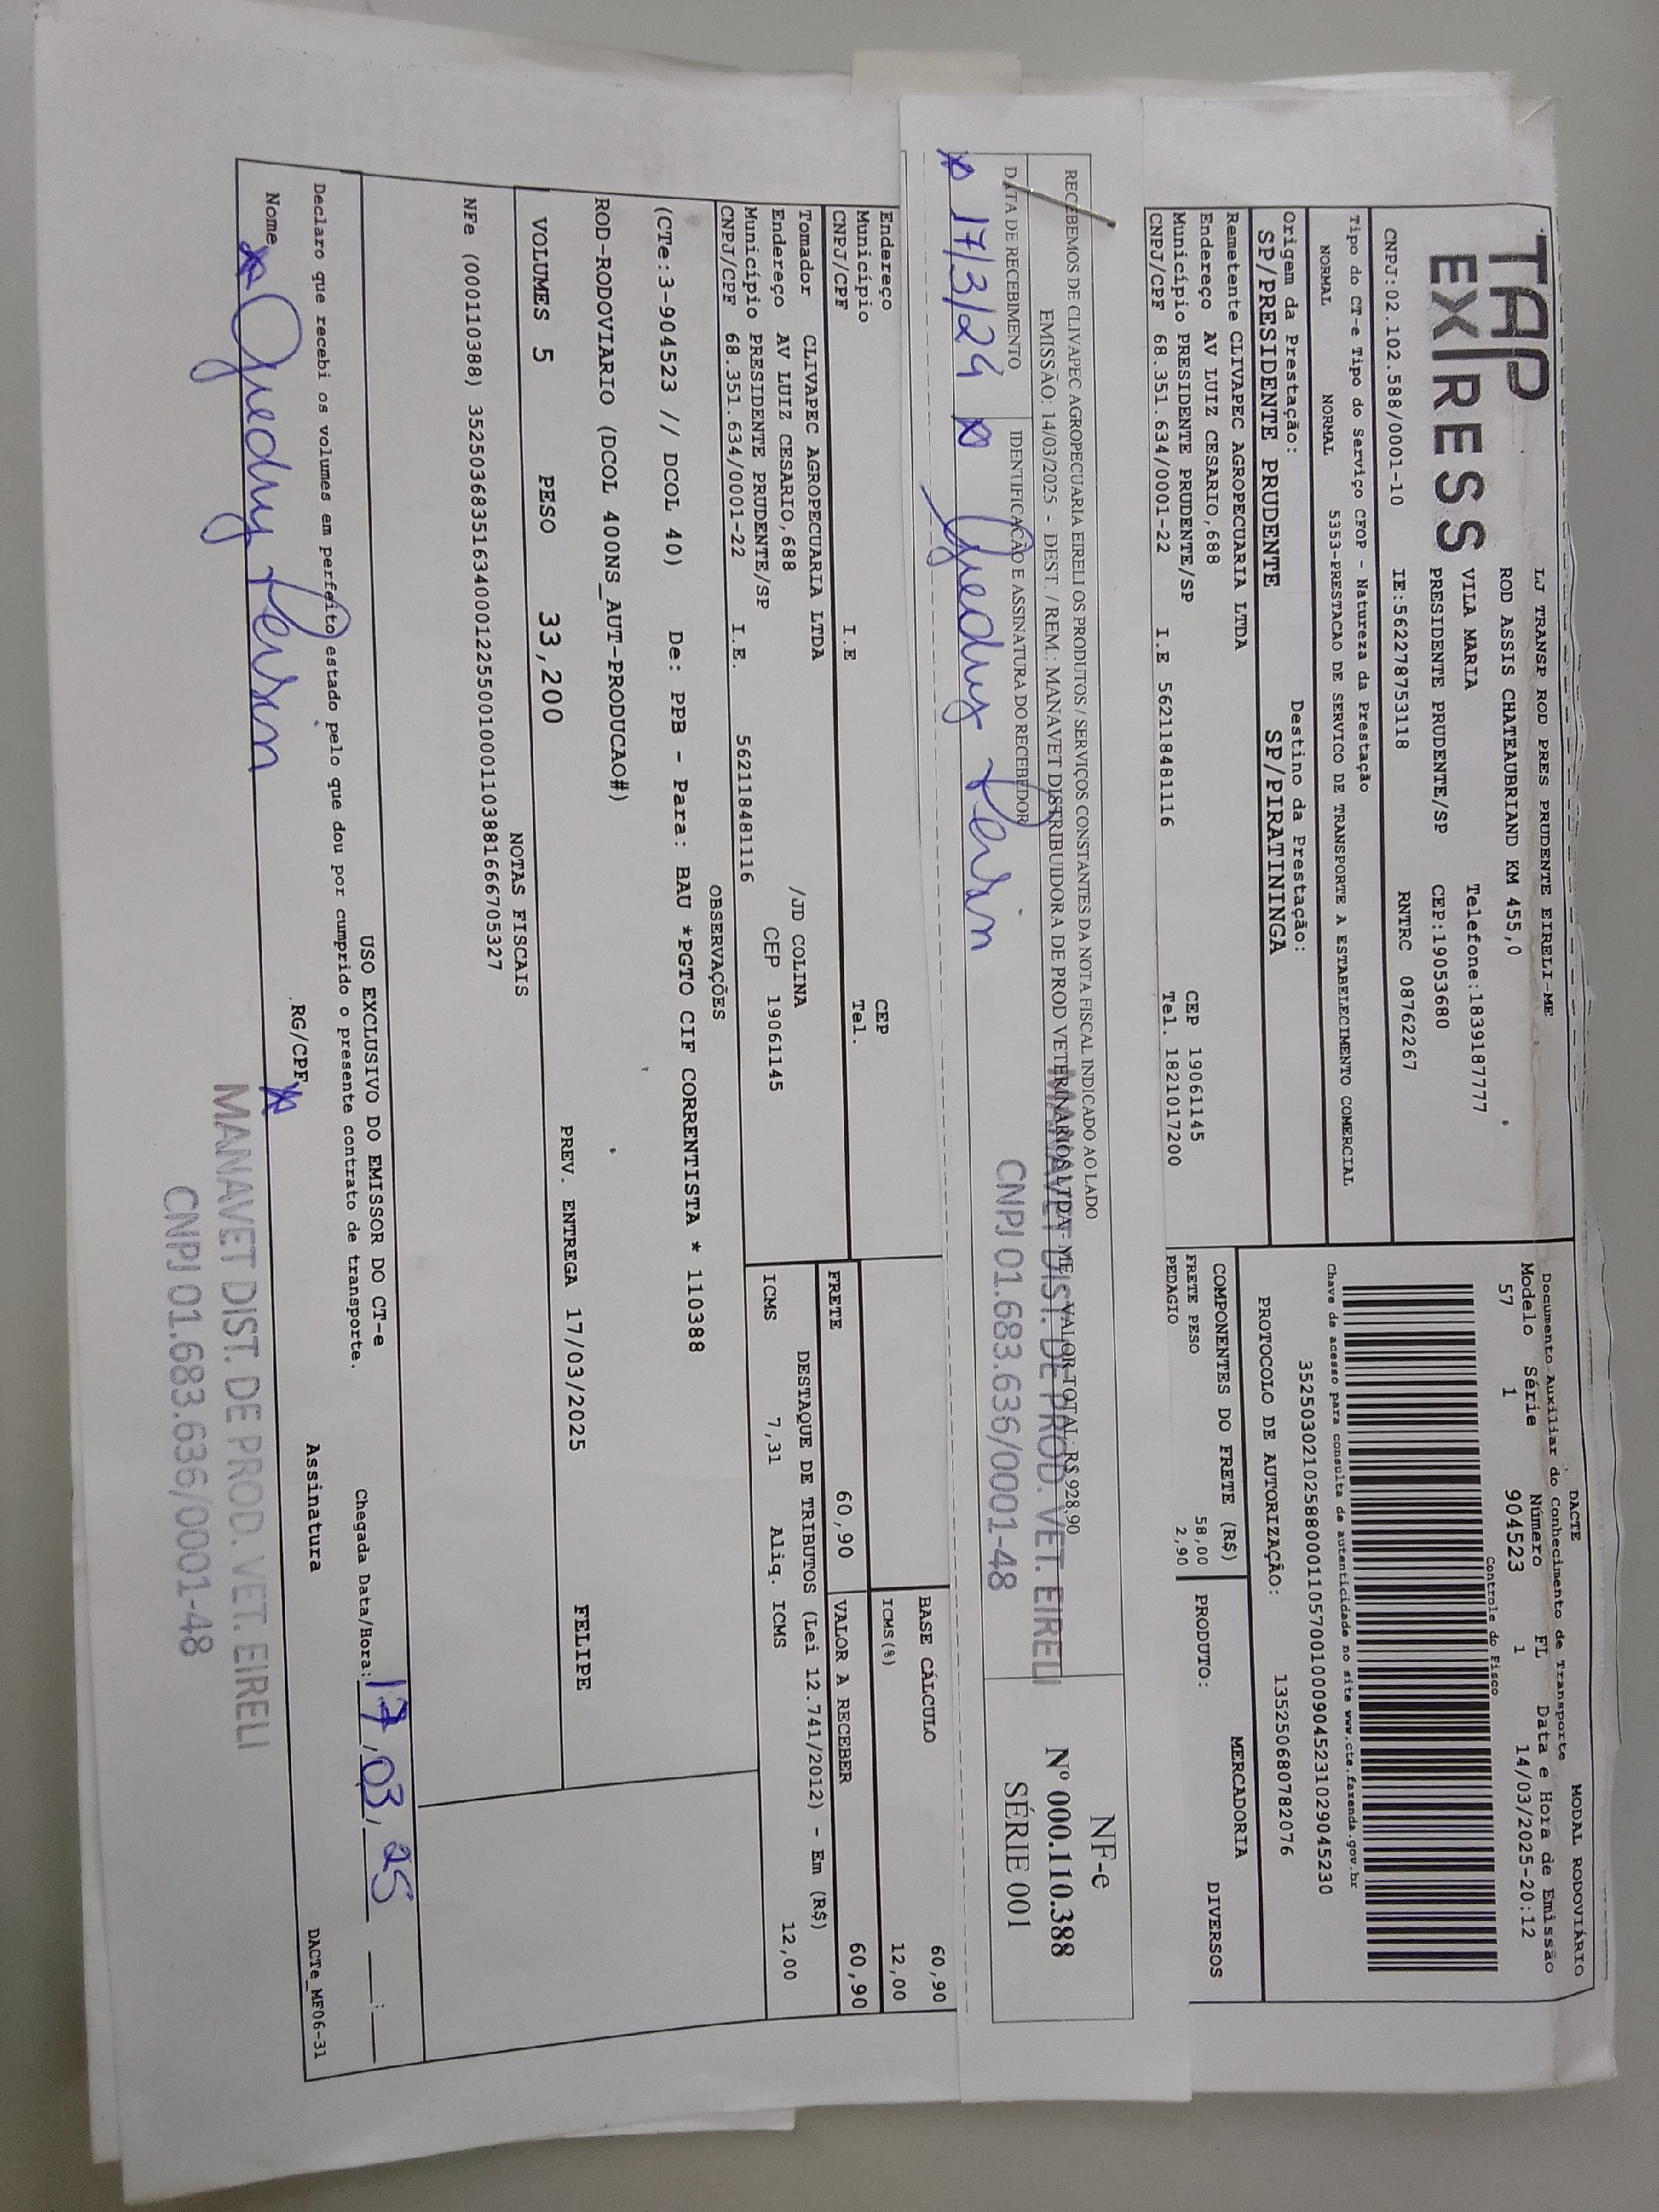 TAP
EXPRESS
LJ TRANSP ROD PRES PRUDENTE EIRELI-ME
ROD ASSIS CHATEAUBRIAND KM 455,0
VILA MARIA Telefone:1839187777
PRESIDENTE PRUDENTE/SP CEP:19053680
CNPJ:02.102.588/0001-10 IE:562278753118 RNTRC 08762267
Tipo do CT-e Tipo do Serviço CFOP - Natureza da Prestação
NORMAL NORMAL 5353-PRESTACAO DE SERVICO DE TRANSPORTE A ESTABELECIMENTO COMERCIAL
Origem da Prestação: Destino da Prestação:
SP/PRESIDENTE PRUDENTE SP/PIRATININGA
Remetente CLIVAPEC AGROPECUARIA LTDA
Endereço AV LUIZ CESARIO,688 CEP 19061145
Município PRESIDENTE PRUDENTE/SP Tel. 1821017200
CNPJ/CPF 68.351.634/0001-22 I.E 562118481116
DACTE MODAL RODOVIÁRIO
Documento Auxiliar do Conhecimento de Transporte
Modelo Série Número FL Data e Hora de Emissão
57 1 904523 1 14/03/2025-20:12
Controle do Fisco
Chave de acesso para consulta de autenticidade no site www.cte.fazenda.gov.br
35250302102588000110570010009045231029045230
PROTOCOLO DE AUTORIZAÇÃO: 135250680782076
COMPONENTES DO FRETE (R$) MERCADORIA
FRETE PESO 58,00 PRODUTO: DIVERSOS
PEDAGIO 2,90
RECEBEMOS DE CLIVAPEC AGROPECUARIA EIRELI OS PRODUTOS / SERVIÇOS CONSTANTES DA NOTA FISCAL INDICADO AO LADO
EMISSÃO: 14/03/2025 - DEST. / REM.: MANAVET DISTRIBUIDORA DE PROD VETERINARIOS LTDA - ME - VALOR TOTAL: R$ 928,90
DATA DE RECEBIMENTO IDENTIFICAÇÃO E ASSINATURA DO RECEBEDOR
17/3/24
MANAVET DIST. DE PROD. VET. EIRELI
CNPJ 01.683.636/0001-48
NF-e
Nº 000.110.388
SÉRIE 001
Endereço CEP
Município Tel.
CNPJ/CPF I.E
BASE CÁLCULO 60,90
ICMS(%) 12,00
FRETE 60,90 VALOR A RECEBER 60,90
Tomador CLIVAPEC AGROPECUARIA LTDA
Endereço AV LUIZ CESARIO,688 /JD COLINA
Município PRESIDENTE PRUDENTE/SP CEP 19061145
CNPJ/CPF 68.351.634/0001-22 I.E. 562118481116
DESTAQUE DE TRIBUTOS (Lei 12.741/2012) - Em (R$)
ICMS 7,31 Aliq. ICMS 12,00
OBSERVAÇÕES
(CTe:3-904523 // DCOL 40) De: PPB - Para: BAU *PGTO CIF CORRENTISTA * 110388
ROD-RODOVIARIO (DCOL 400NS_AUT-PRODUCAO#)
VOLUMES 5 PESO 33,200 PREV. ENTREGA 17/03/2025 FELIPE
NOTAS FISCAIS
NFe (000110388) 35250368351634000122550010001103881666705327
USO EXCLUSIVO DO EMISSOR DO CT-e
Declaro que recebi os volumes em perfeito estado pelo que dou por cumprido o presente contrato de transporte. Chegada Data/Hora: 17/03/25 __:__
Nome RG/CPF Assinatura
MANAVET DIST. DE PROD. VET. EIRELI
CNPJ 01.683.636/0001-48
DACTe_MF06-31